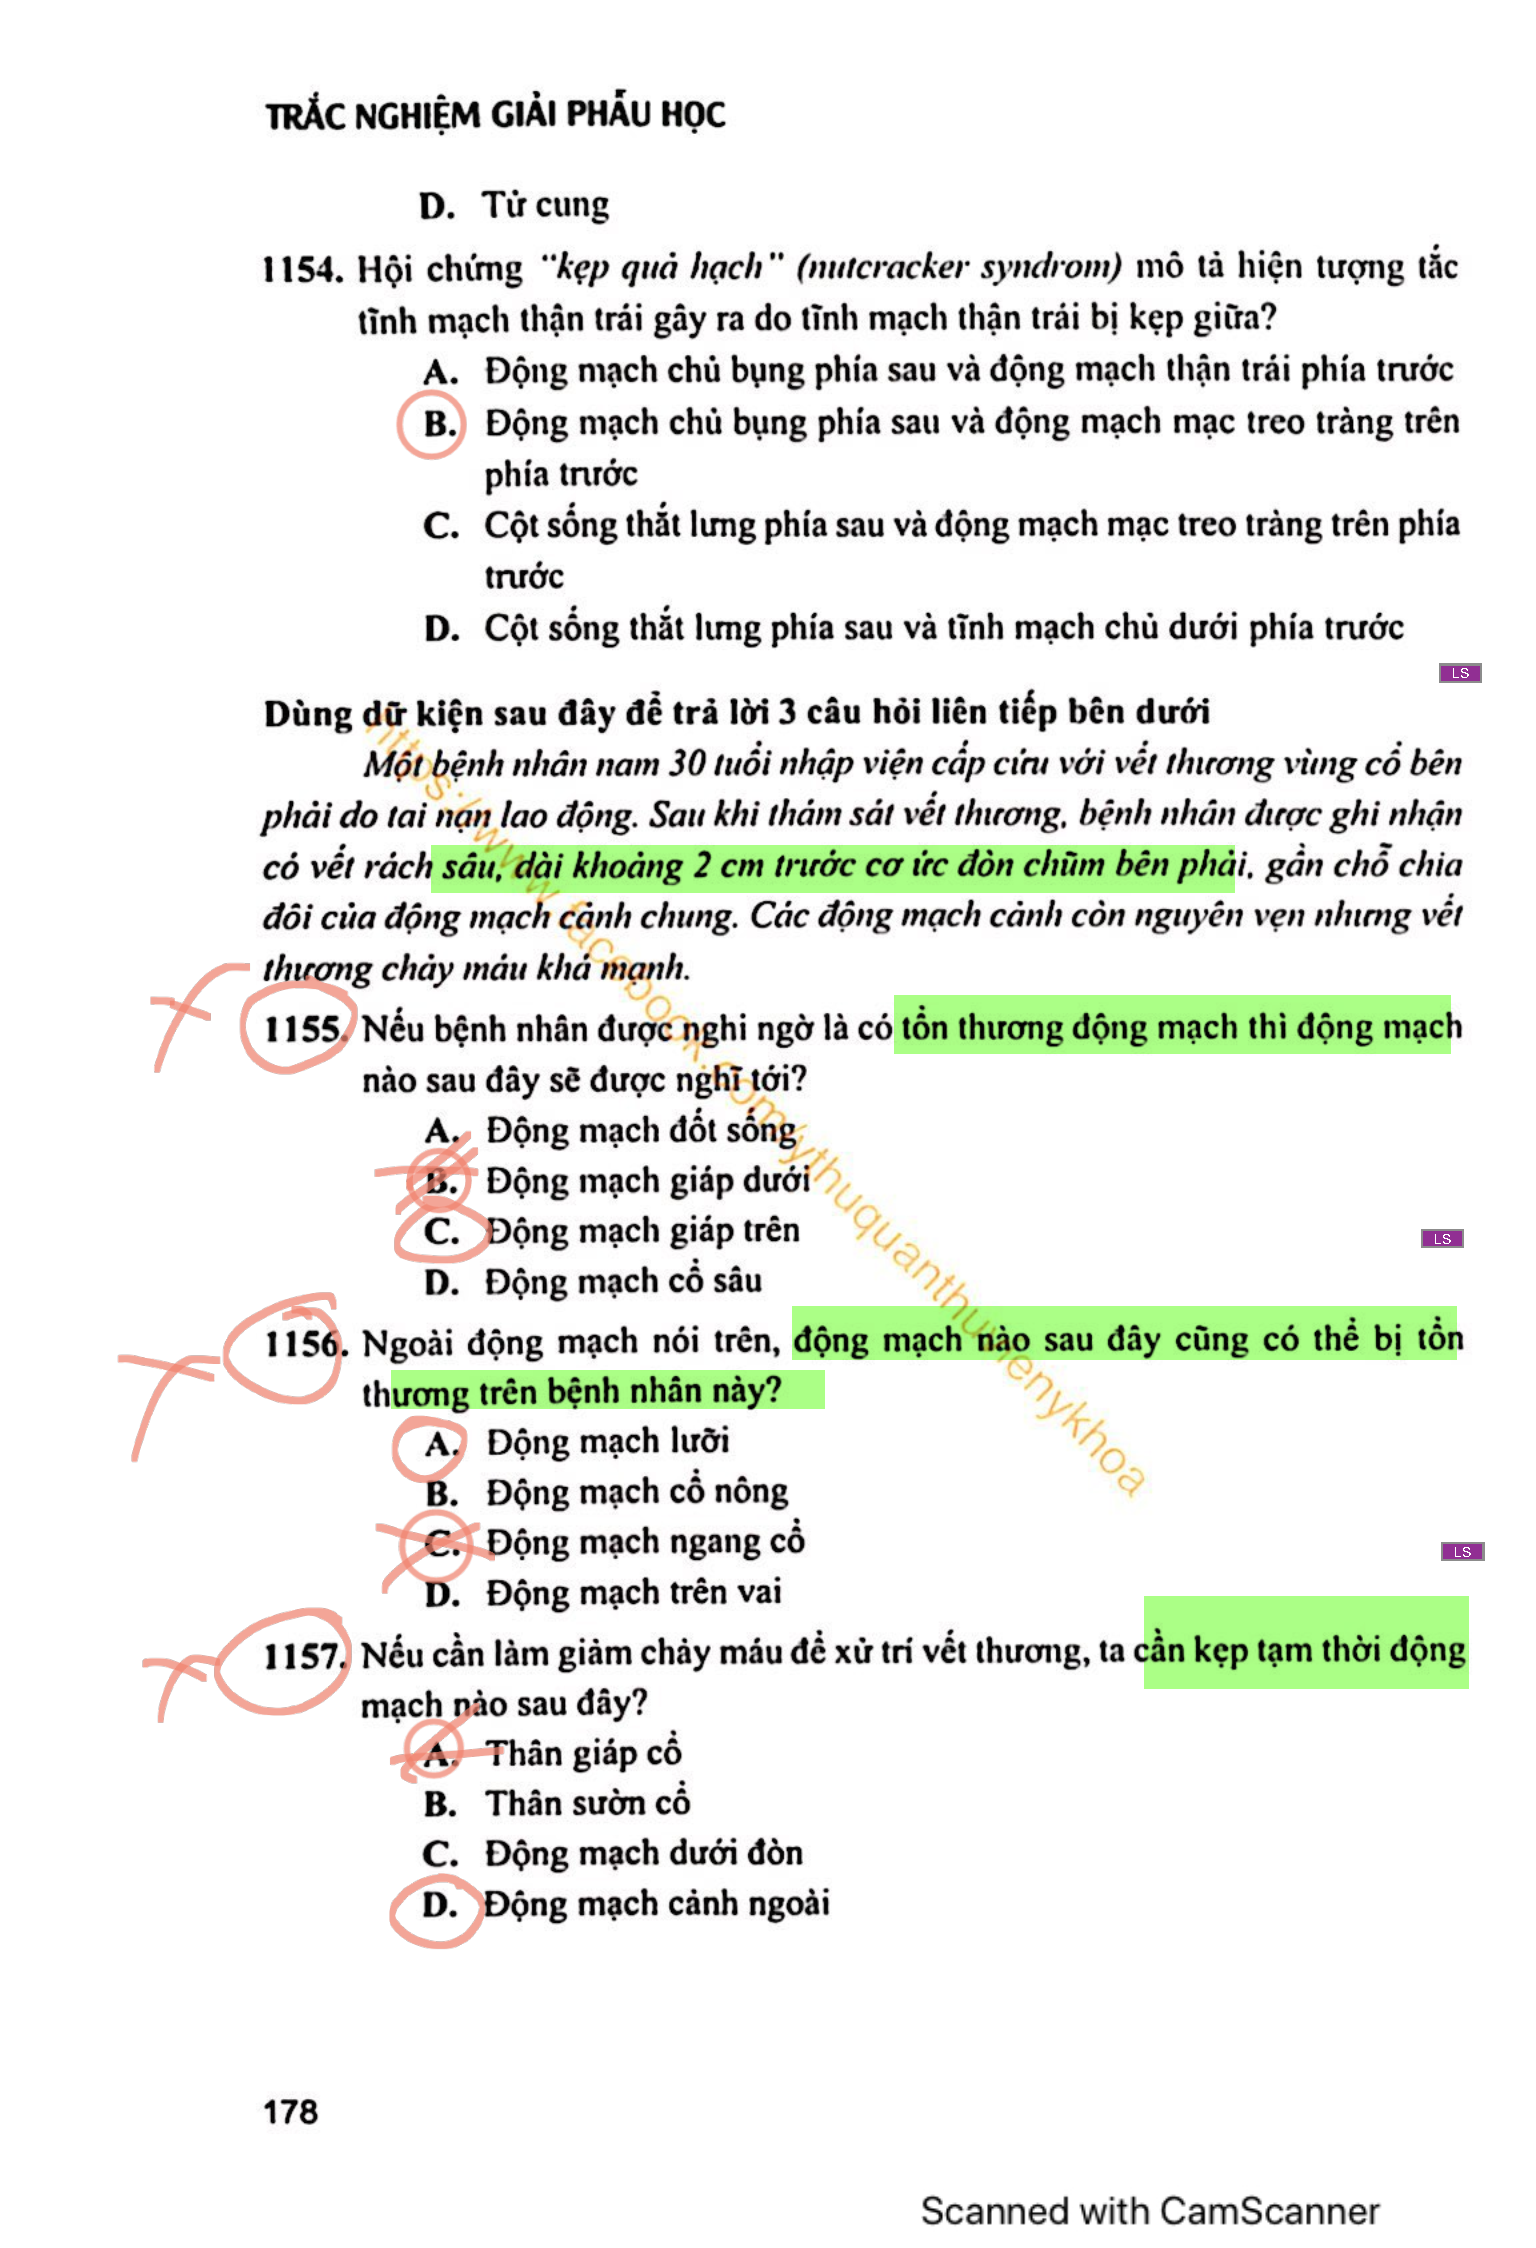 TRẮC NGHIỆM GIẢI PHẪU HỌC
D. Tử cung
1154. Hội chứng "kẹp quả hạch" (nutcracker syndrom) mô tả hiện tượng tắc
tĩnh mạch thận trái gây ra do tĩnh mạch thận trái bị kẹp giữa?
A. Động mạch chủ bụng phía sau và động mạch thận trái phía trước
B. Động mạch chủ bụng phía sau và động mạch mạc treo tràng trên
phía trước
C. Cột sống thắt lưng phía sau và động mạch mạc treo tràng trên phía
trước
D. Cột sống thắt lưng phía sau và tĩnh mạch chủ dưới phía trước
LS
Dùng dữ kiện sau đây để trả lời 3 câu hỏi liên tiếp bên dưới
Một bệnh nhân nam 30 tuổi nhập viện cấp cứu với vết thương vùng cổ bên
phải do tai nạn lao động. Sau khi thám sát vết thương, bệnh nhân được ghi nhận
có vết rách sâu, dài khoảng 2 cm trước cơ ức đòn chũm bên phải, gần chỗ chia
đôi của động mạch cảnh chung. Các động mạch cảnh còn nguyên vẹn nhưng vết
thương chảy máu khá mạnh.
1155. Nếu bệnh nhân được nghi ngờ là có tổn thương động mạch thì động mạch
nào sau đây sẽ được nghĩ tới?
A. Động mạch đốt sống
B. Động mạch giáp dưới
C. Động mạch giáp trên
LS
D. Động mạch cổ sâu
1156. Ngoài động mạch nói trên, động mạch nào sau đây cũng có thể bị tổn
thương trên bệnh nhân này?
A. Động mạch lưỡi
B. Động mạch cổ nông
C. Động mạch ngang cổ
LS
D. Động mạch trên vai
1157. Nếu cần làm giảm chảy máu để xử trí vết thương, ta cần kẹp tạm thời động
mạch nào sau đây?
A. Thân giáp cổ
B. Thân sườn cổ
C. Động mạch dưới đòn
D. Động mạch cảnh ngoài
https://www.facebook.com/ythuquanthuvienykhoa
178
Scanned with CamScanner